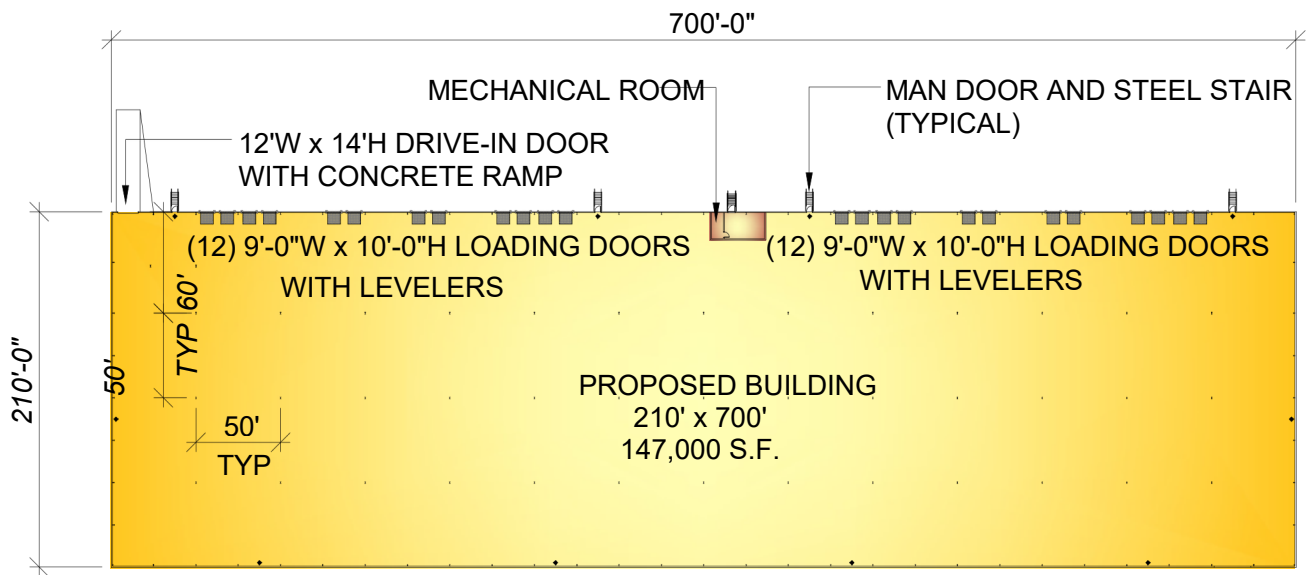 700'-0"
MECHANICAL ROOM
MAN DOOR AND STEEL STAIR
(TYPICAL)
12'W x 14'H DRIVE-IN DOOR
WITH CONCRETE RAMP
(12) 9'-0"W x 10'-0"H LOADING DOORS
WITH LEVELERS
(12) 9'-0"W x 10'-0"H LOADING DOORS
WITH LEVELERS
60'
TYP
50'
210'-0"
50'
TYP
PROPOSED BUILDING
210' x 700'
147,000 S.F.